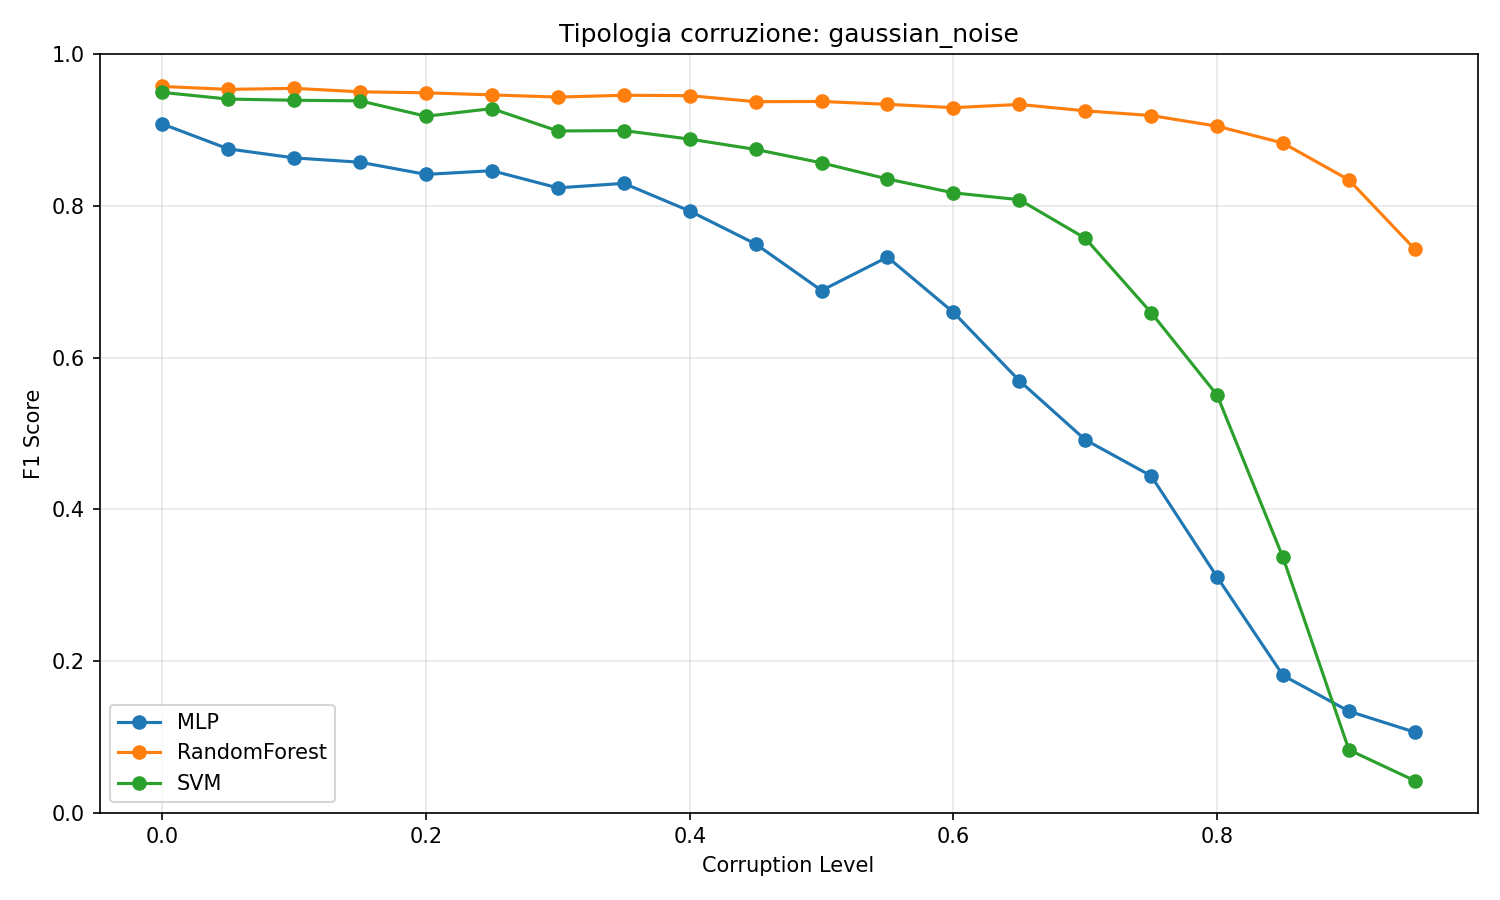 Tipologia corruzione: gaussian_noise
1.0
0.8
0.6
0.4
0.2
0.0
F1 Score
MLP
RandomForest
SVM
0.0 0.2 0.4 0.6 0.8
Corruption Level